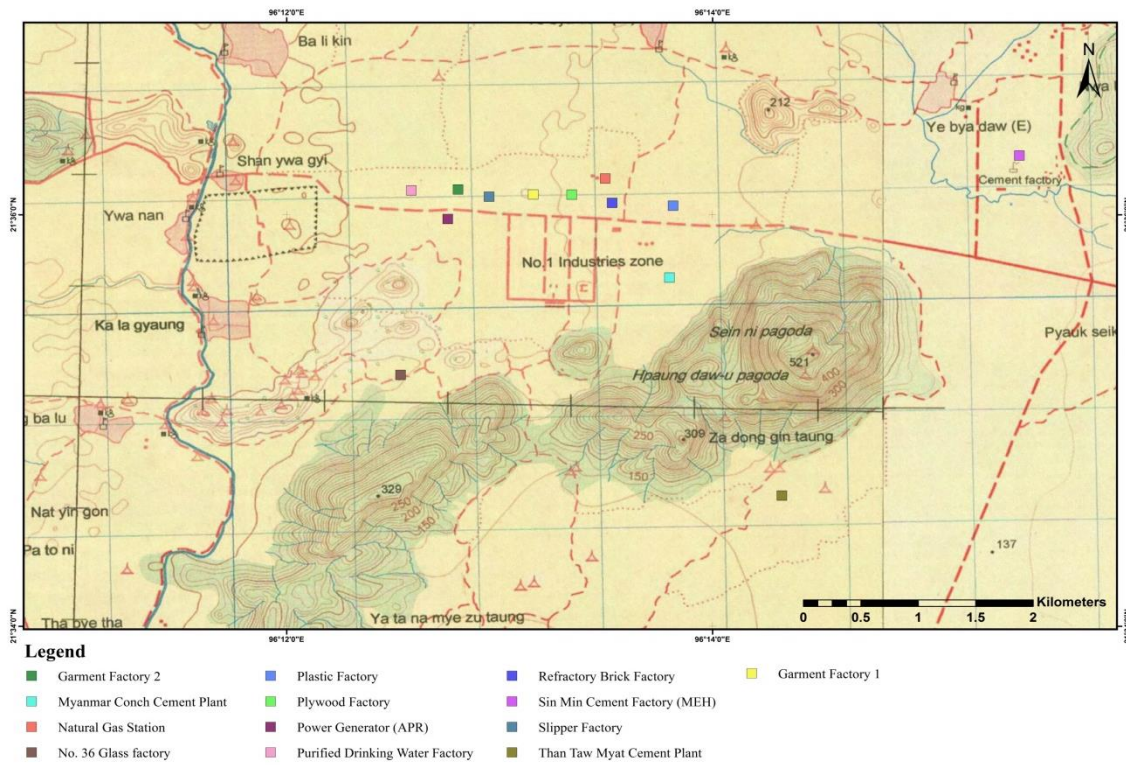 96°12'0"E
96°14'0"E
Ba li kin
N
212
Ye bya daw (E)
Shan ywa gyi
Cement factory
Ywa nan
21°36'0"N
No.1 Industries zone
Ka la gyaung
Sein ni pagoda
Pyauk seik
521
Hpaung daw-u pagoda
400
300
g ba lu
250
309
Za dong gin taung
150
329
250
200
150
Nat yin gon
Pa to ni
137
Kilometers
0
0.5
1
2
Tha bye tha
Ya ta na mye zu taung
21°34'0"N
96°12'0"E
96°14'0"E
Legend
Garment Factory 2
Plastic Factory
Refractory Brick Factory
Garment Factory 1
Myanmar Conch Cement Plant
Plywood Factory
Sin Min Cement Factory (MEH)
Natural Gas Station
Power Generator (APR)
Slipper Factory
No. 36 Glass factory
Purified Drinking Water Factory
Than Taw Myat Cement Plant